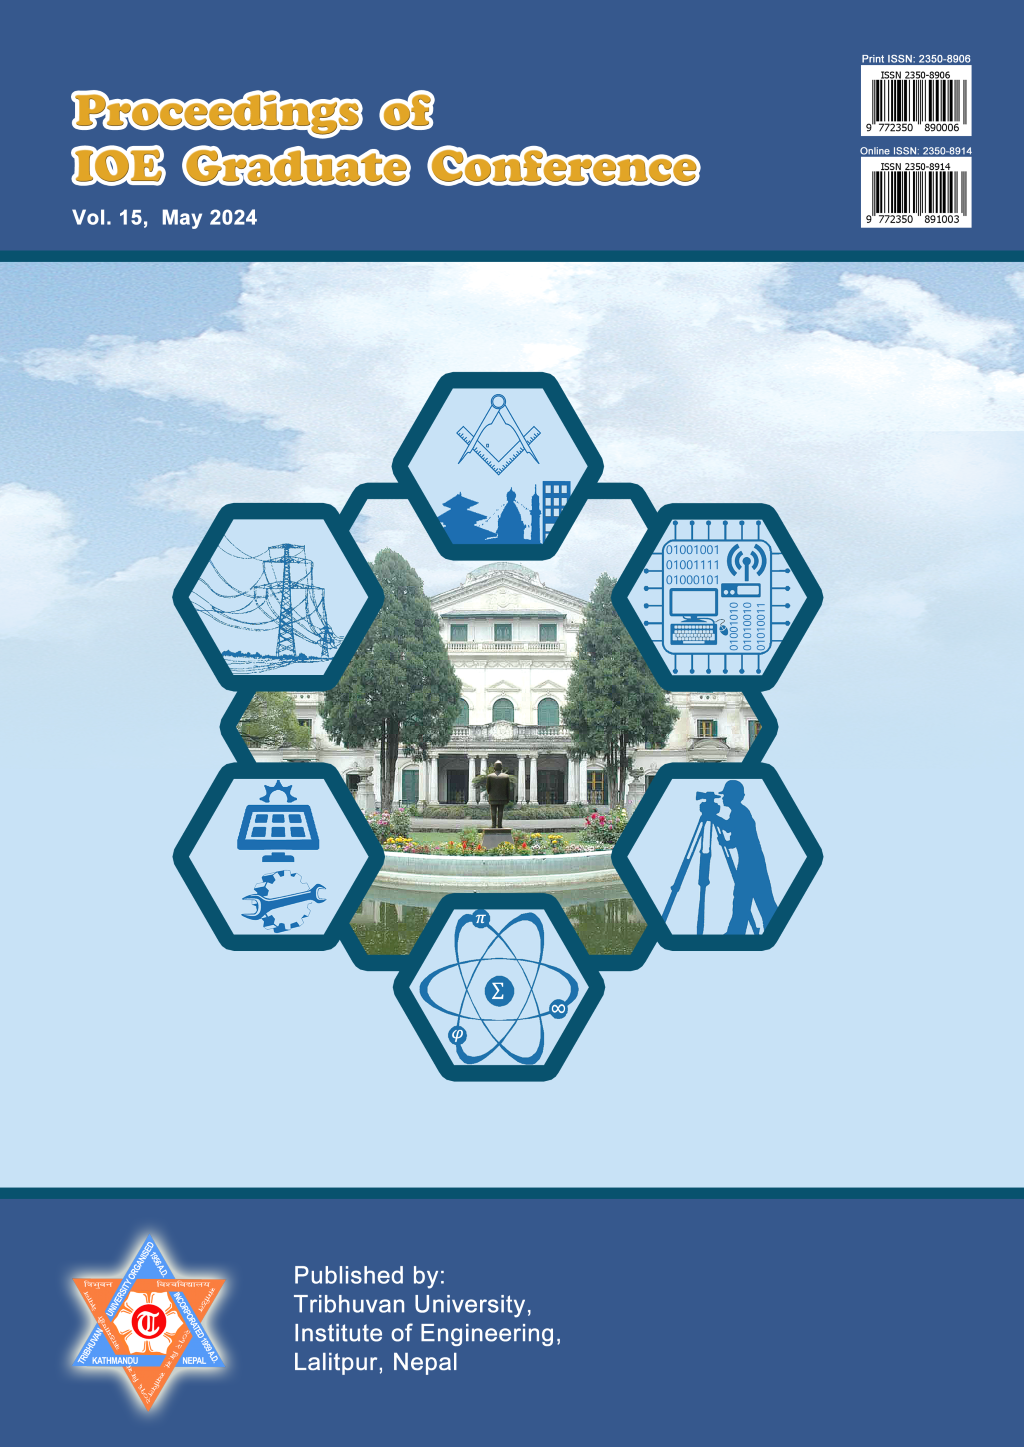 Print ISSN: 2350-8906
ISSN 2350-8906
9 772350 890006
Online ISSN: 2350-8914
ISSN 2350-8914
9 772350 891003
Proceedings of
IOE Graduate Conference
Vol. 15, May 2024
01001001
01001111
01000101
01001010
01010010
01010011
π
Σ
∞
φ
त्रिभुवन विश्वविद्यालय
TRIBHUVAN UNIVERSITY ORGANISED 1956 A.D.
INCORPORATED 1959 A.D.
KATHMANDU NEPAL
T
Published by:
Tribhuvan University,
Institute of Engineering,
Lalitpur, Nepal